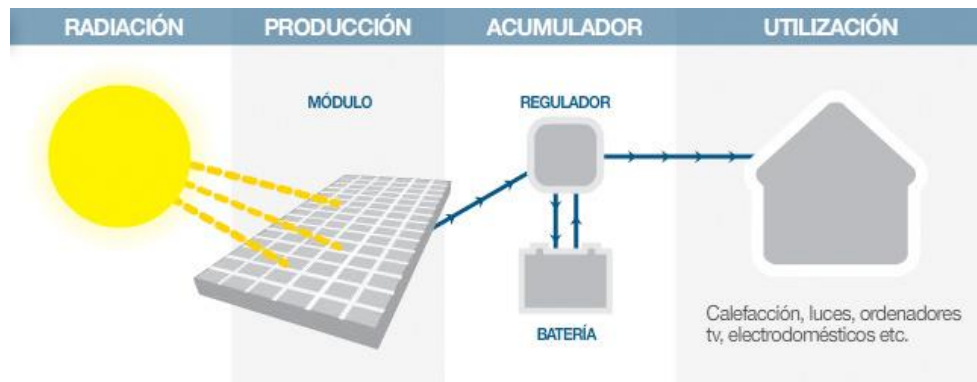 RADIACIÓN
PRODUCCIÓN
ACUMULADOR
UTILIZACIÓN
MÓDULO
REGULADOR
BATERÍA
Calefacción, luces, ordenadores
tv, electrodomésticos etc.